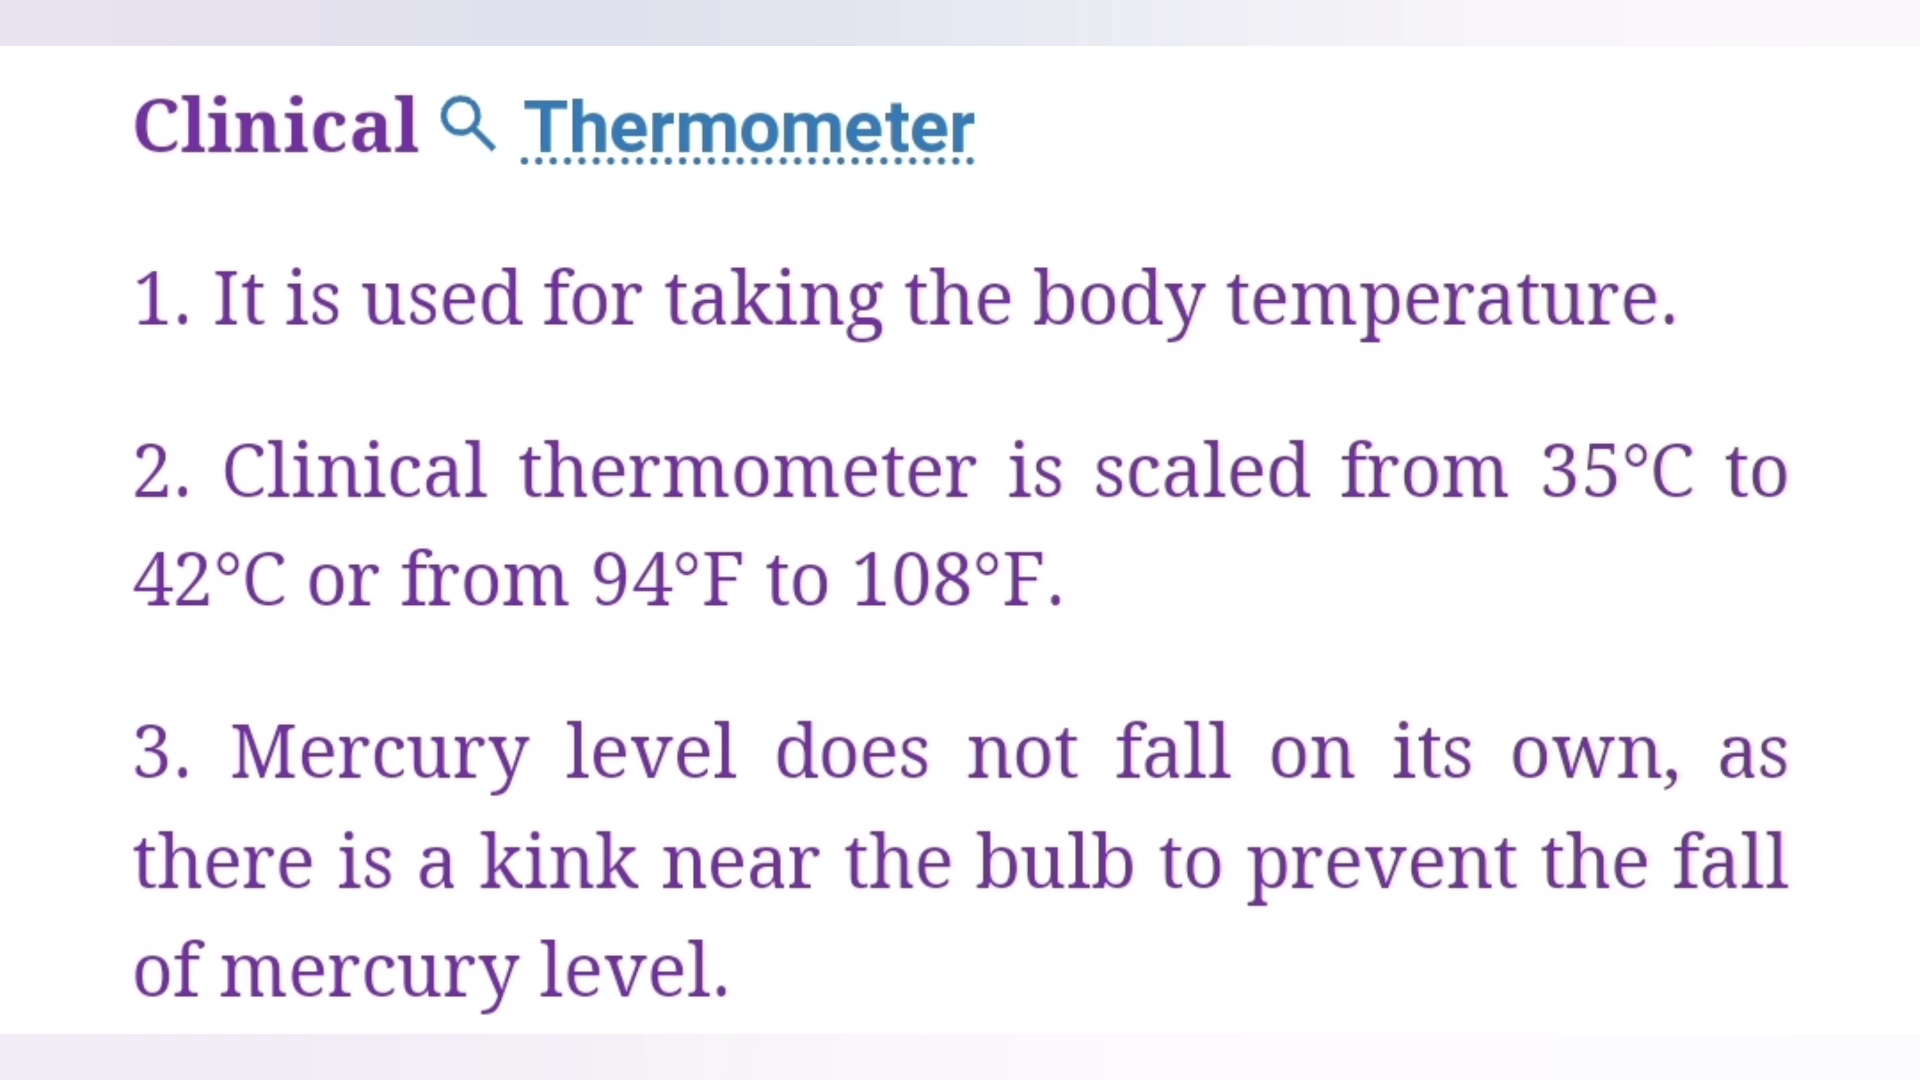 Clinical Thermometer
1. It is used for taking the body temperature.
2. Clinical thermometer is scaled from 35°C to
42°C or from 94°F to 108°F.
3. Mercury level does not fall on its own, as
there is a kink near the bulb to prevent the fall
of mercury level.